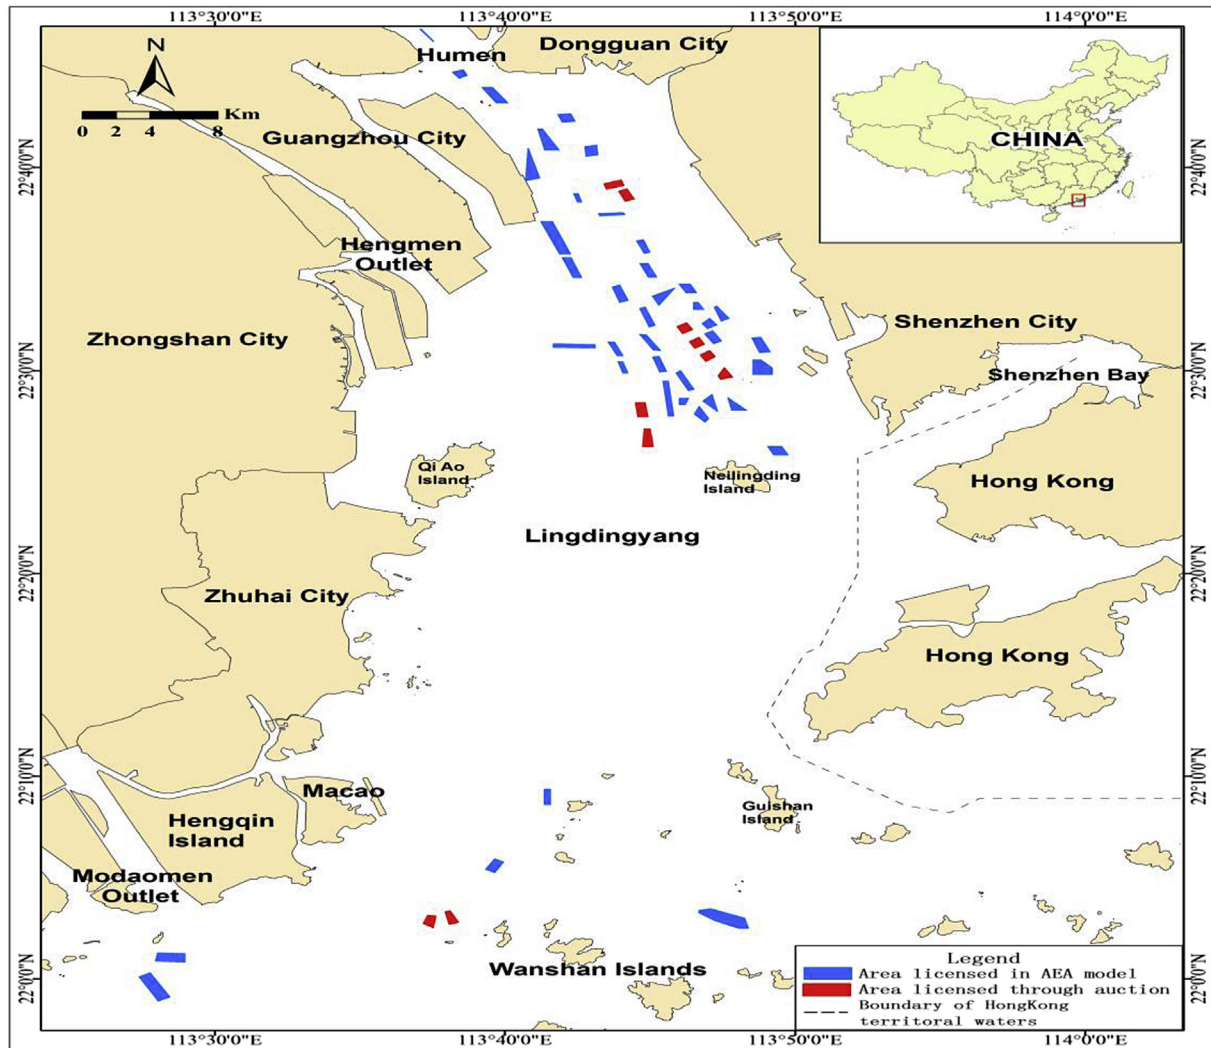 113°30'0"E 113°40'0"E 113°50'0"E 114°0'0"E
N
0 2 4 8 Km
Humen
Dongguan City
Guangzhou City
CHINA
22°40'0"N
22°40'0"N
Hengmen
Outlet
Zhongshan City
Shenzhen City
Shenzhen Bay
22°30'0"N
22°30'0"N
Qi Ao
Island
Neilingding
Island
Hong Kong
Lingdingyang
22°20'0"N
22°20'0"N
Zhuhai City
Hong Kong
22°10'0"N
22°10'0"N
Macao
Guishan
Island
Hengqin
Island
Modaomen
Outlet
Wanshan Islands
22°0'0"N
22°0'0"N
Legend
Area licensed in AEA model
Area licensed through auction
Boundary of HongKong
territoral waters
113°30'0"E 113°40'0"E 113°50'0"E 114°0'0"E